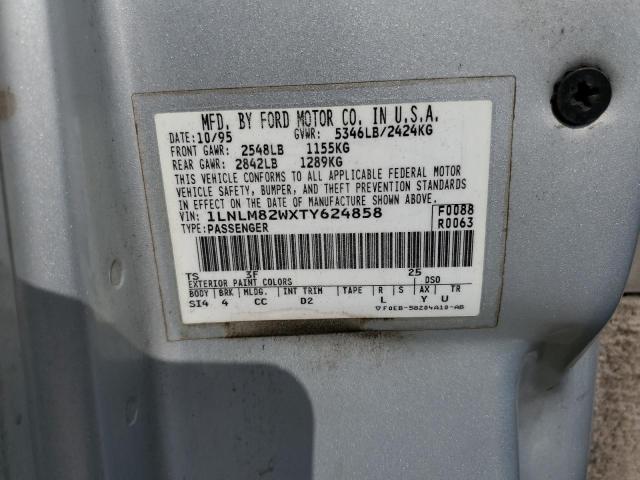 MFD. BY FORD MOTOR CO. IN U.S.A.
DATE: 10/95 GVWR: 5346LB/2424KG
FRONT GAWR: 2548LB 1155KG
REAR GAWR: 2842LB 1289KG
THIS VEHICLE CONFORMS TO ALL APPLICABLE FEDERAL MOTOR
VEHICLE SAFETY, BUMPER, AND THEFT PREVENTION STANDARDS
IN EFFECT ON THE DATE OF MANUFACTURE SHOWN ABOVE.
VIN: 1LNLM82WXTY624858 F0088
TYPE: PASSENGER R0063
TS 3F 25
EXTERIOR PAINT COLORS DSO
BODY BRK MLDG. INT TRIM TAPE R S AX TR
SI4 4 CC D2 L Y U
▽F0EB-58204A10-AB